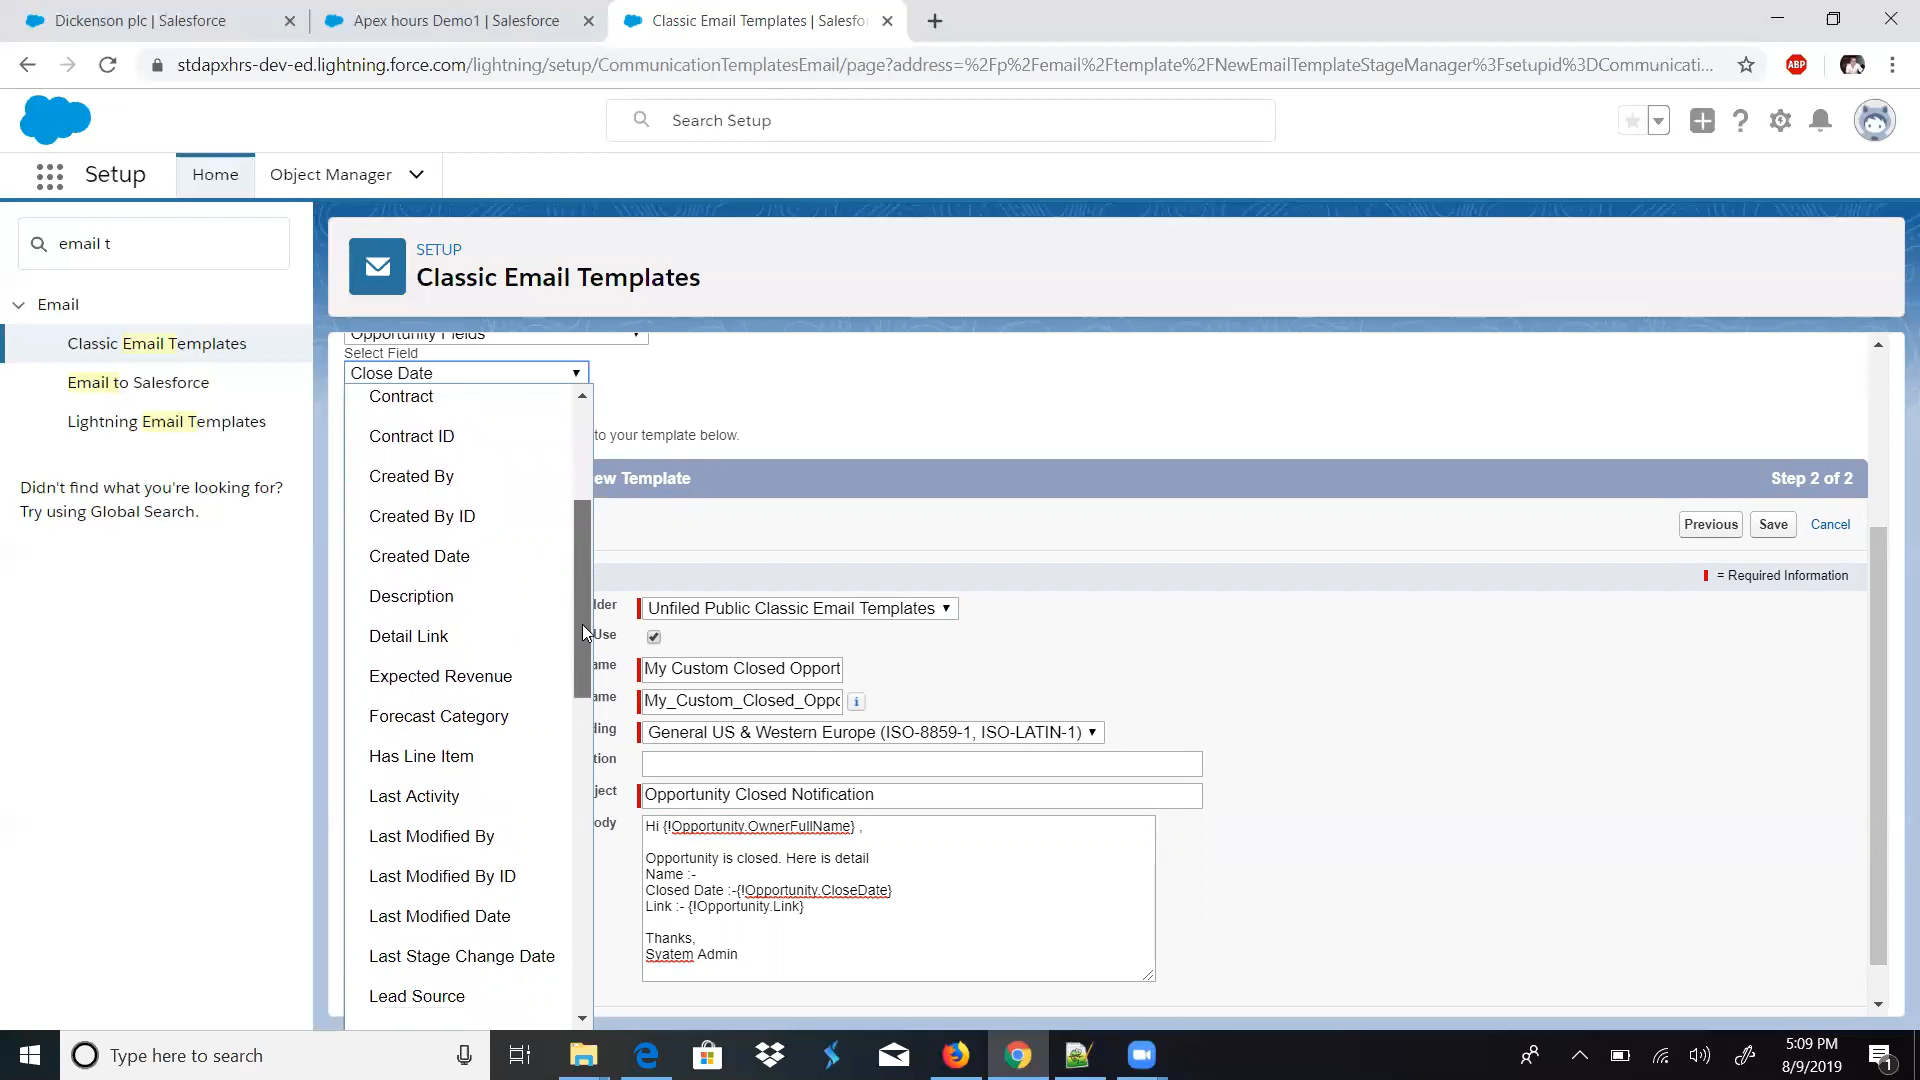 Dickenson plc | Salesforce
Apex hours Demo1 | Salesforce
Classic Email Templates | Salesfo
stdapxhrs-dev-ed.lightning.force.com/lightning/setup/CommunicationTemplatesEmail/page?address=%2Fp%2Femail%2Ftemplate%2FNewEmailTemplateStageManager%3Fsetupid%3DCommunicati...
ABP
Search Setup
Setup
Home
Object Manager
email t
Email
Classic Email Templates
Email to Salesforce
Lightning Email Templates
Didn't find what you're looking for?
Try using Global Search.
SETUP
Classic Email Templates
Opportunity Fields
Select Field
Close Date
Contract
Contract ID
Created By
Created By ID
Created Date
Description
Detail Link
Expected Revenue
Forecast Category
Has Line Item
Last Activity
Last Modified By
Last Modified By ID
Last Modified Date
Last Stage Change Date
Lead Source
to your template below.
ew Template
Step 2 of 2
Previous
Save
Cancel
= Required Information
lder
Unfiled Public Classic Email Templates
Use
ame
My Custom Closed Opport
ame
My_Custom_Closed_Oppo
i
ding
General US & Western Europe (ISO-8859-1, ISO-LATIN-1)
tion
ject
Opportunity Closed Notification
ody
Hi {!Opportunity.OwnerFullName} ,
Opportunity is closed. Here is detail
Name :-
Closed Date :-{!Opportunity.CloseDate}
Link :- {!Opportunity.Link}
Thanks,
Syatem Admin
Type here to search
5:09 PM
8/9/2019
1